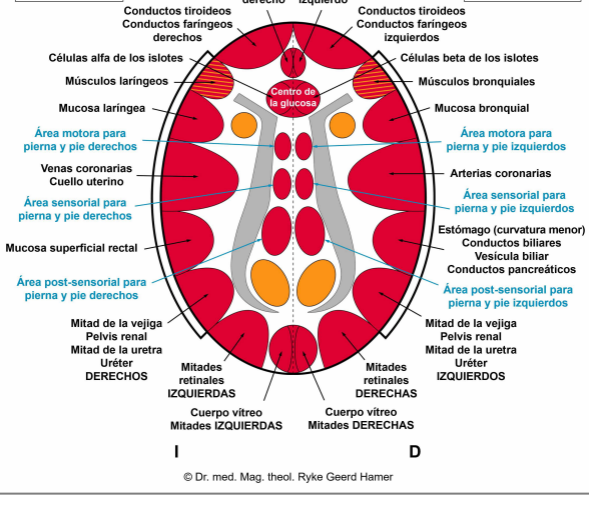 derecho izquierdo
Conductos tiroideos
Conductos faríngeos
derechos
Conductos tiroideos
Conductos faríngeos
izquierdos
Células alfa de los islotes
Células beta de los islotes
Músculos laríngeos
Músculos bronquiales
Centro de
la glucosa
Mucosa laríngea
Mucosa bronquial
Área motora para
pierna y pie derechos
Área motora para
pierna y pie izquierdos
Venas coronarias
Cuello uterino
Arterias coronarias
Área sensorial para
pierna y pie derechos
Área sensorial para
pierna y pie izquierdos
Mucosa superficial rectal
Estómago (curvatura menor)
Conductos biliares
Vesícula biliar
Conductos pancreáticos
Área post-sensorial para
pierna y pie derechos
Área post-sensorial para
pierna y pie izquierdos
Mitad de la vejiga
Pelvis renal
Mitad de la uretra
Uréter
DERECHOS
Mitad de la vejiga
Pelvis renal
Mitad de la uretra
Uréter
IZQUIERDOS
Mitades
retinales
IZQUIERDAS
Mitades
retinales
DERECHAS
Cuerpo vítreo
Mitades IZQUIERDAS
Cuerpo vítreo
Mitades DERECHAS
I
D
© Dr. med. Mag. theol. Ryke Geerd Hamer